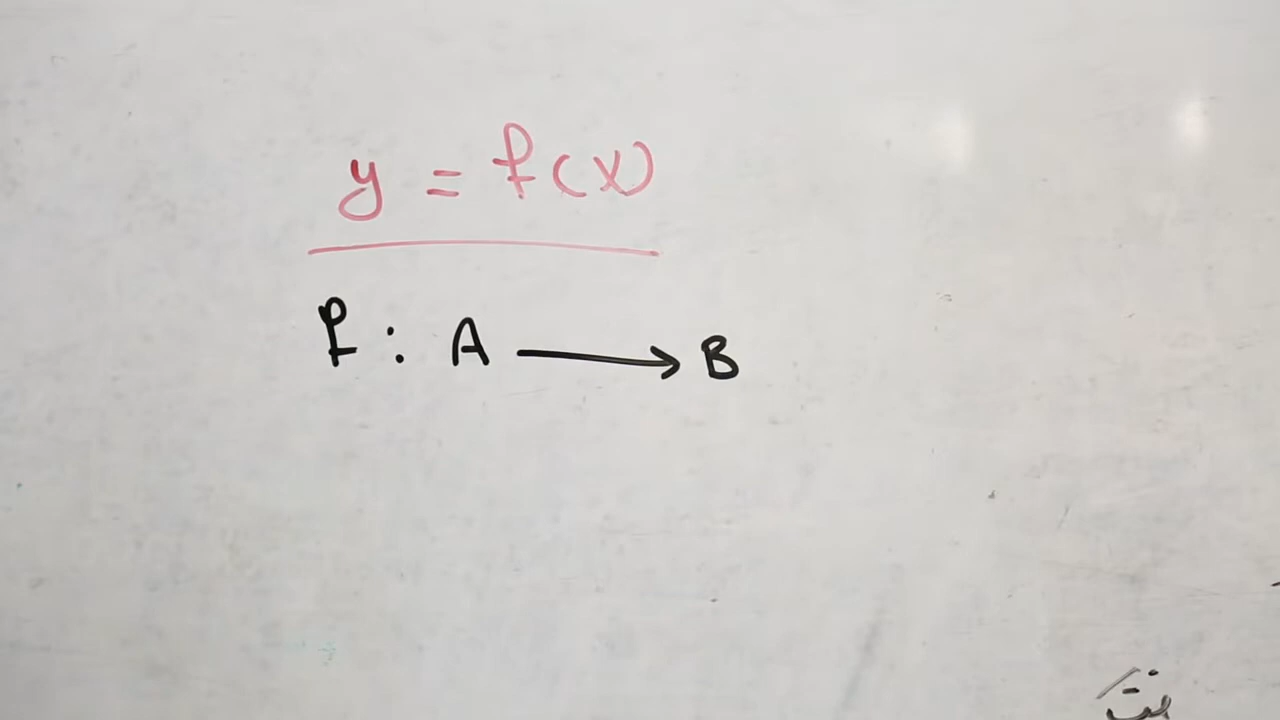 y = f(x)
f : A → B